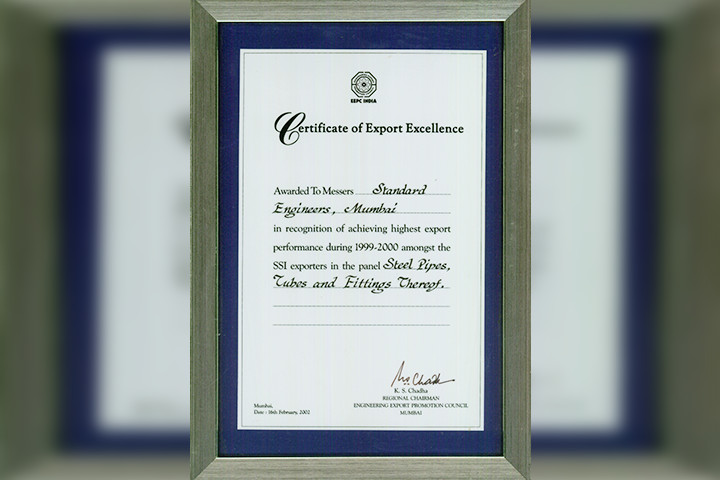 EEPC INDIA
Certificate of Export Excellence
Awarded To Messers Standard
Engineers, Mumbai
in recognition of achieving highest export
performance during 1999-2000 amongst the
SSI exporters in the panel Steel Pipes,
Tubes and Fittings Thereof.
K. S. Chadha
REGIONAL CHAIRMAN
ENGINEERING EXPORT PROMOTION COUNCIL
MUMBAI
Mumbai,
Date : 18th February, 2002